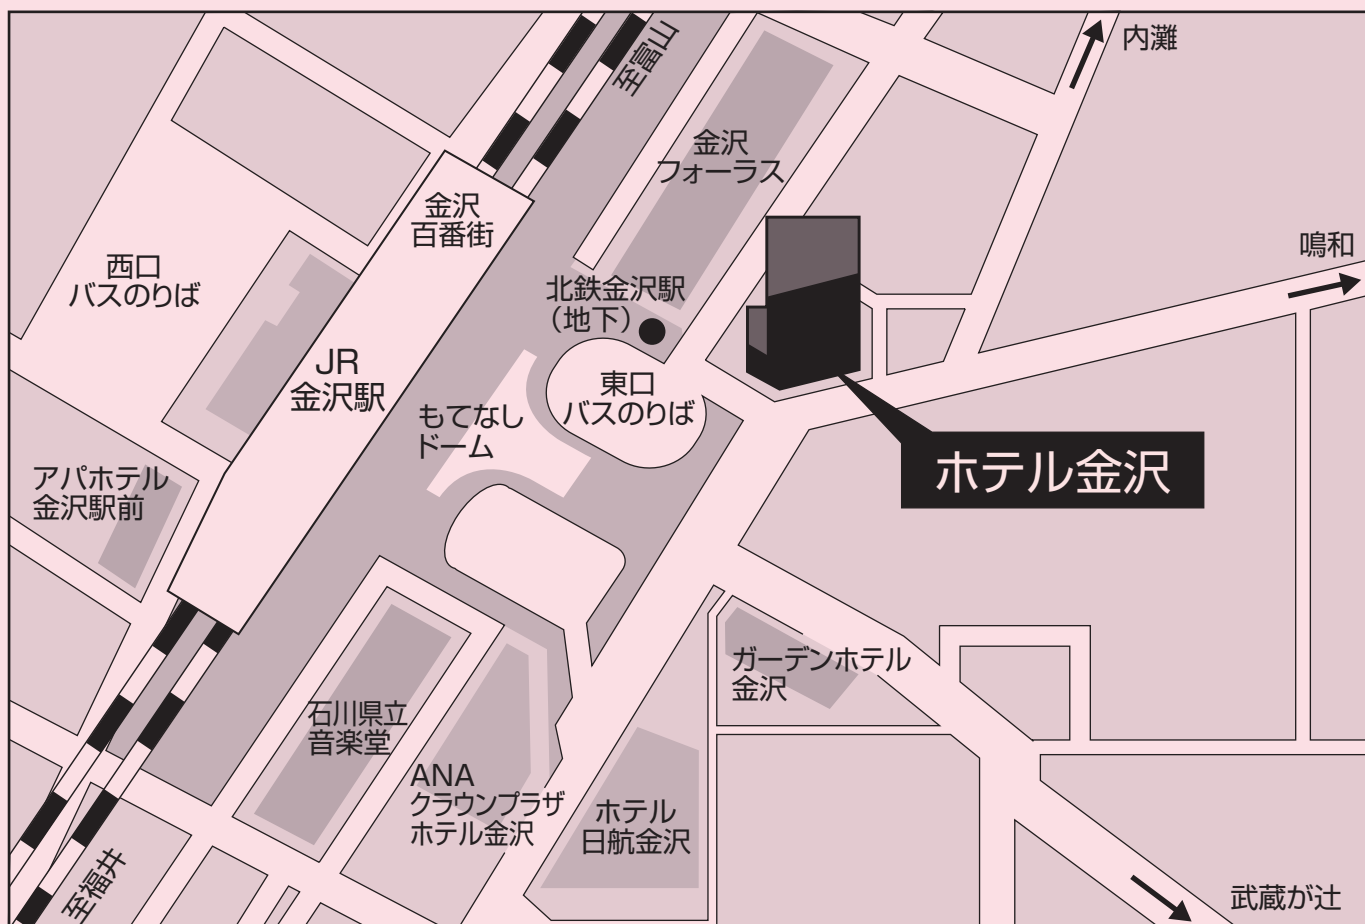 内灘
至富山
金沢
フォーラス
金沢
百番街
鳴和
西口
バスのりば
北鉄金沢駅
（地下）
JR
金沢駅
東口
バスのりば
もてなし
ドーム
ホテル金沢
アパホテル
金沢駅前
ガーデンホテル
金沢
石川県立
音楽堂
ANA
クラウンプラザ
ホテル金沢
ホテル
日航金沢
至福井
武蔵が辻